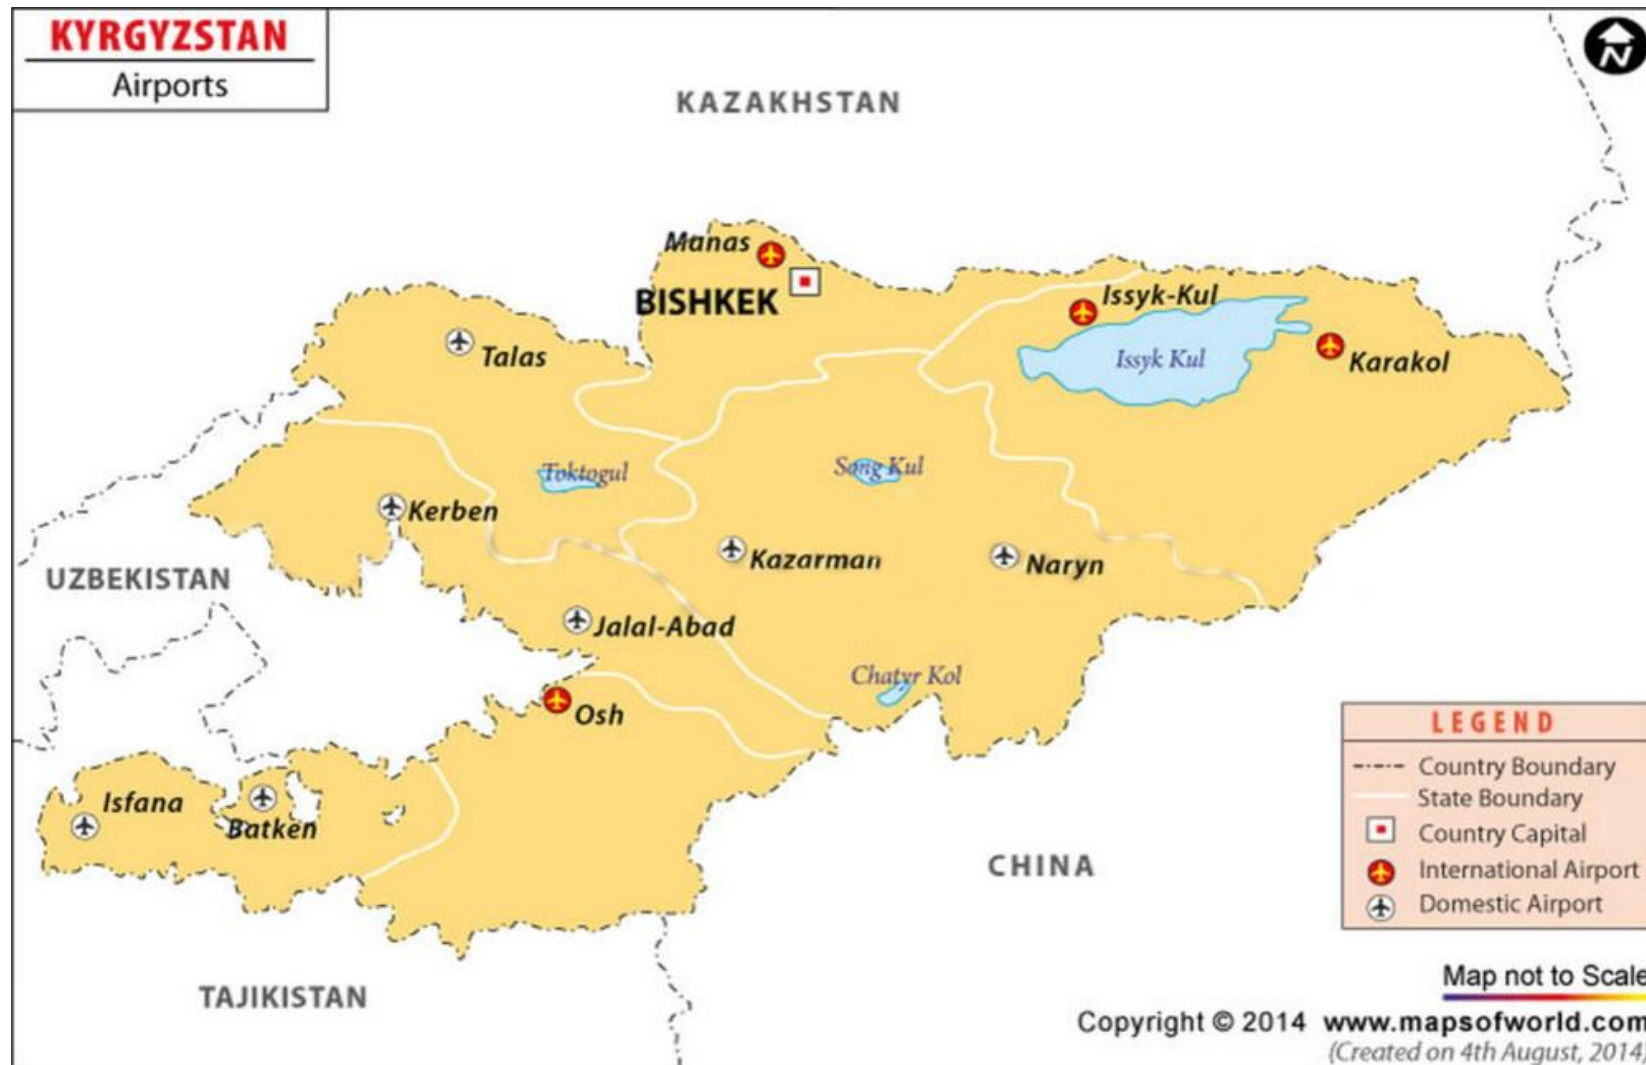 KYRGYZSTAN
Airports
N
KAZAKHSTAN
Manas
BISHKEK
Issyk-Kul
Talas
Issyk Kul
Karakol
Toktogul
Song Kul
Kerben
Kazarman
Naryn
UZBEKISTAN
Jalal-Abad
Chatyr Kol
Osh
Isfana
Batken
CHINA
TAJIKISTAN
LEGEND
Country Boundary
State Boundary
Country Capital
International Airport
Domestic Airport
Map not to Scale
Copyright © 2014 www.mapsofworld.com
(Created on 4th August, 2014)